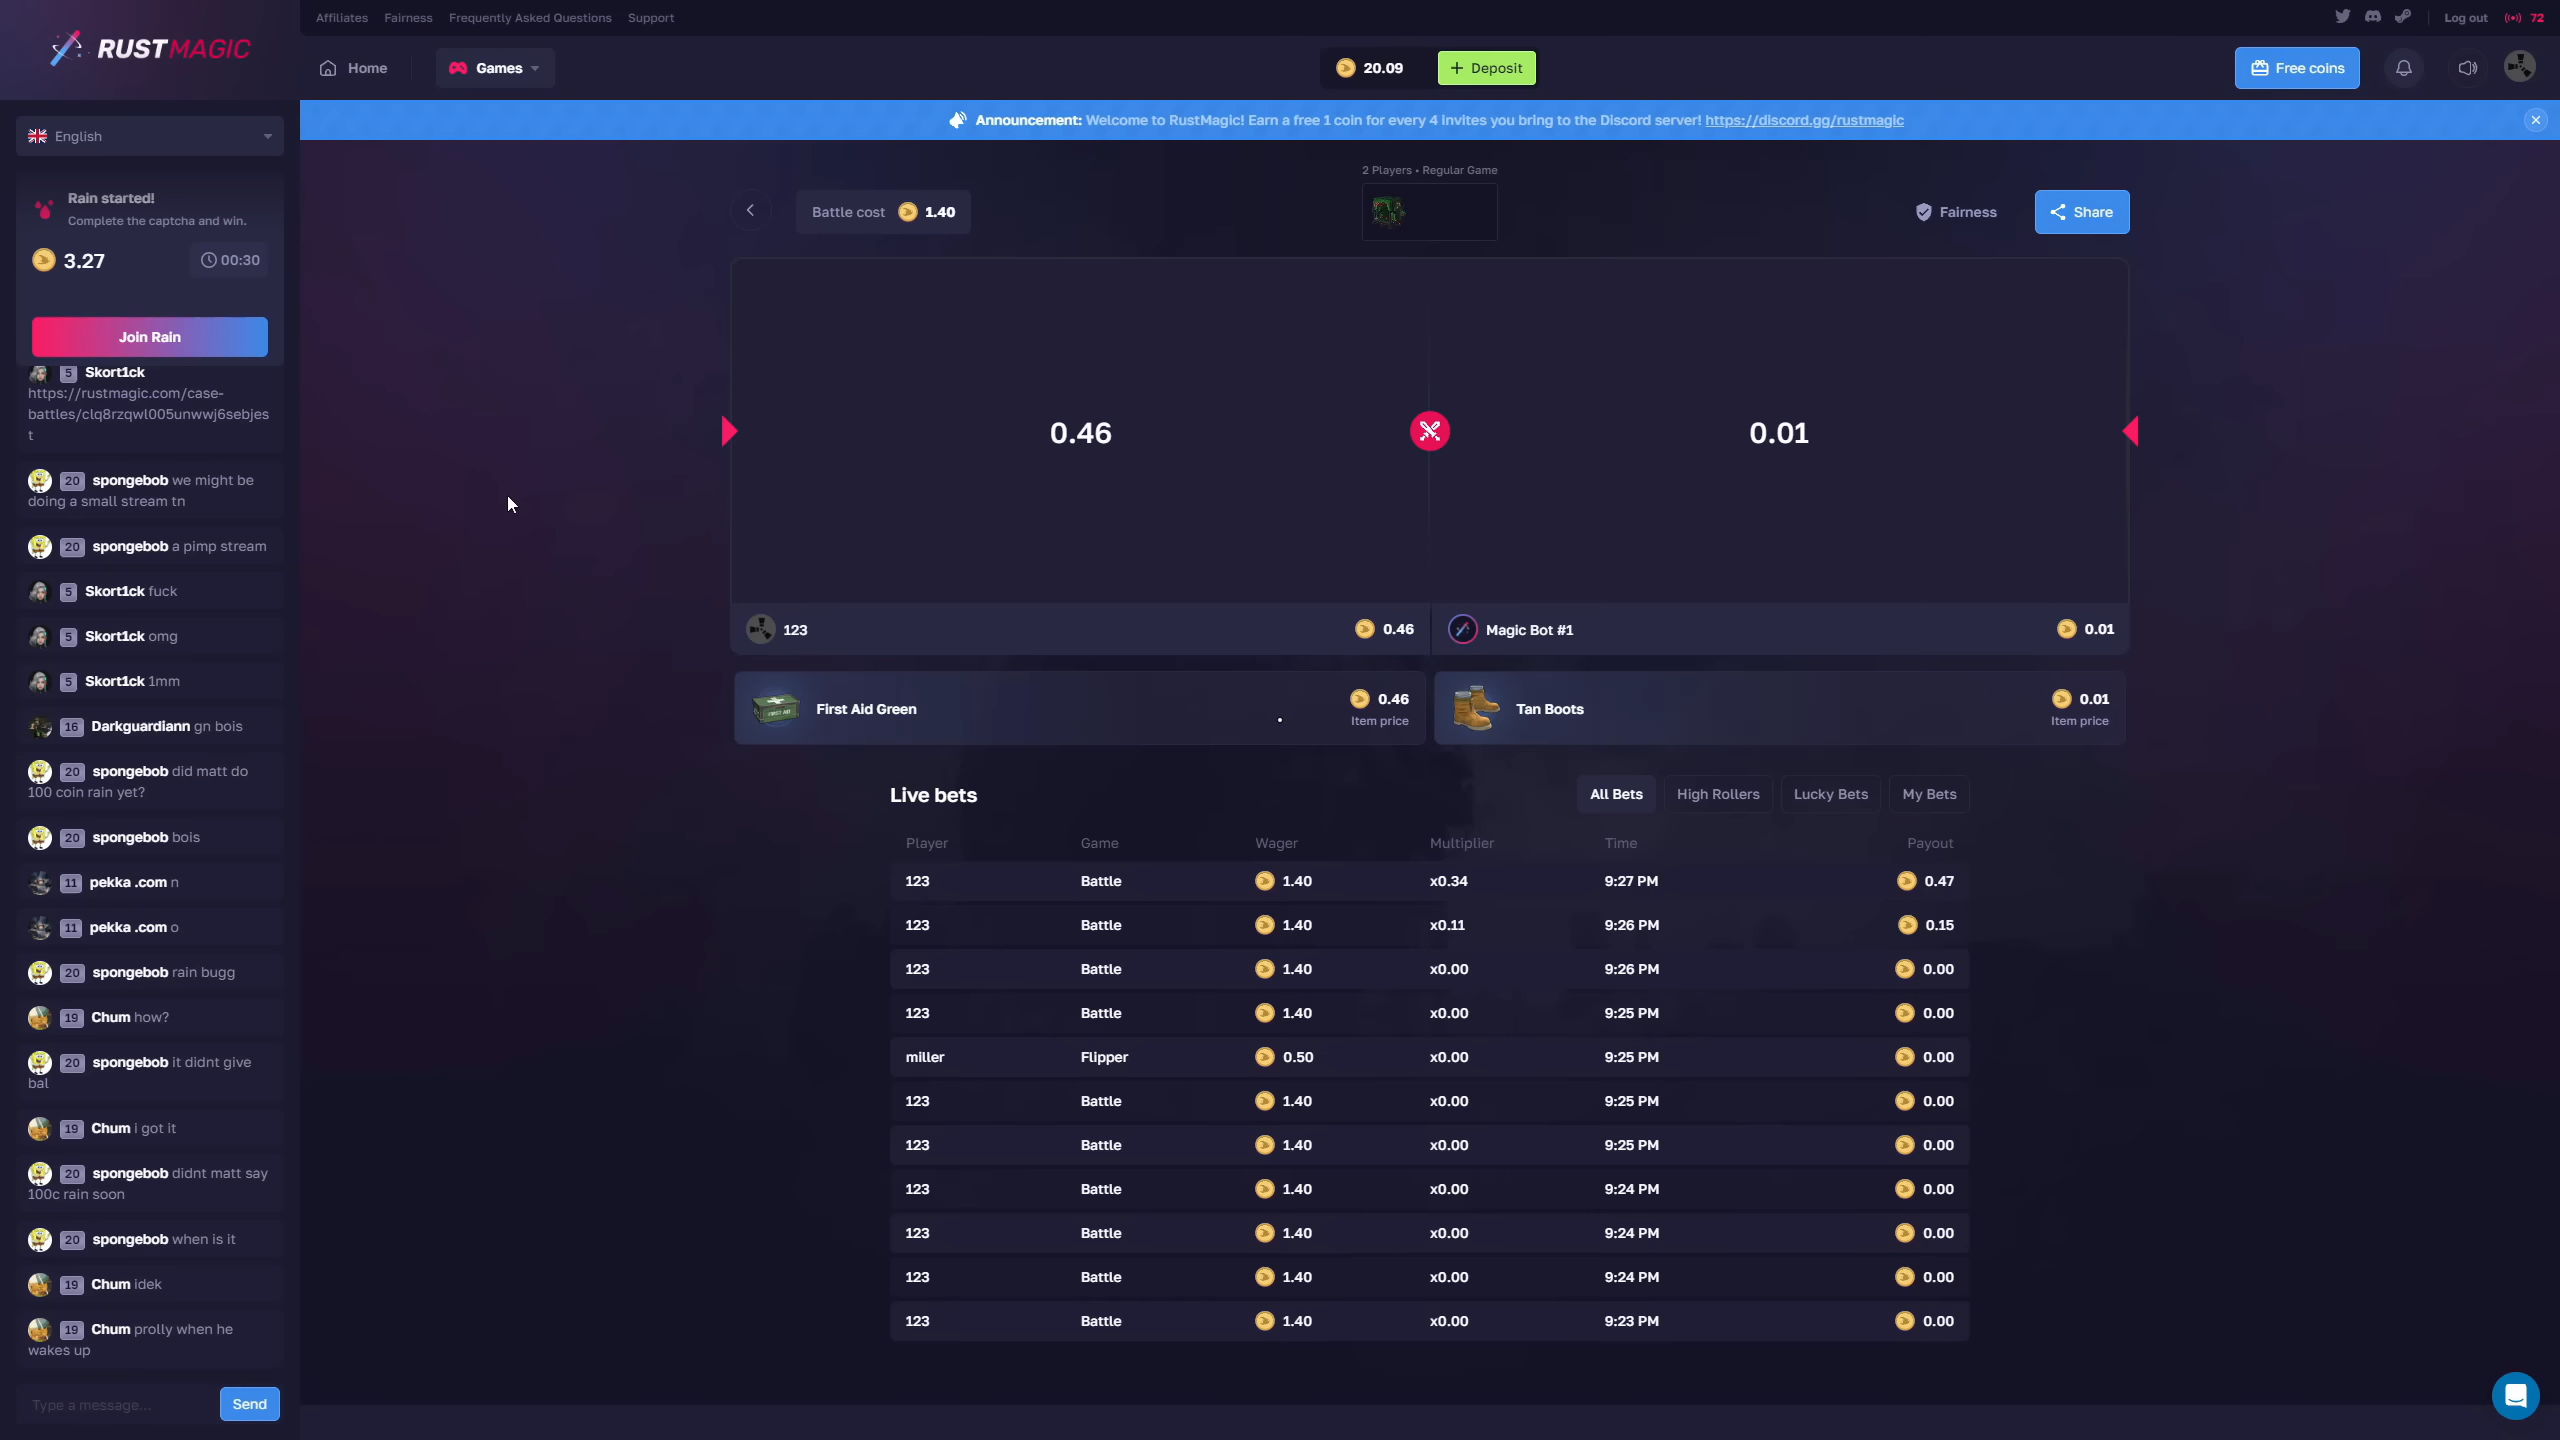 Affiliates Fairness Frequently Asked Questions Support
Log out 72
RUSTMAGIC
Home
Games
20.09
Deposit
Free coins
Announcement: Welcome to RustMagic! Earn a free 1 coin for every 4 invites you bring to the Discord server! https://discord.gg/rustmagic
English
Rain started!
Complete the captcha and win.
3.27
00:30
Join Rain
5 Skort1ck
https://rustmagic.com/case-
battles/clq8rzqwl005unwwj6sebjes
t
20 spongebob we might be
doing a small stream tn
20 spongebob a pimp stream
5 Skort1ck fuck
5 Skort1ck omg
5 Skort1ck 1mm
16 Darkguardiann gn bois
20 spongebob did matt do
100 coin rain yet?
20 spongebob bois
11 pekka .com n
11 pekka .com o
20 spongebob rain bugg
19 Chum how?
20 spongebob it didnt give
bal
19 Chum i got it
20 spongebob didnt matt say
100c rain soon
20 spongebob when is it
19 Chum idek
19 Chum prolly when he
wakes up
Type a message...
Send
2 Players • Regular Game
Battle cost 1.40
Fairness
Share
0.46
0.01
123 0.46
Magic Bot #1 0.01
FIRST AID
First Aid Green
0.46
Item price
Tan Boots
0.01
Item price
Live bets
All Bets High Rollers Lucky Bets My Bets
Player Game Wager Multiplier Time Payout
123 Battle 1.40 x0.34 9:27 PM 0.47
123 Battle 1.40 x0.11 9:26 PM 0.15
123 Battle 1.40 x0.00 9:26 PM 0.00
123 Battle 1.40 x0.00 9:25 PM 0.00
miller Flipper 0.50 x0.00 9:25 PM 0.00
123 Battle 1.40 x0.00 9:25 PM 0.00
123 Battle 1.40 x0.00 9:25 PM 0.00
123 Battle 1.40 x0.00 9:24 PM 0.00
123 Battle 1.40 x0.00 9:24 PM 0.00
123 Battle 1.40 x0.00 9:24 PM 0.00
123 Battle 1.40 x0.00 9:23 PM 0.00